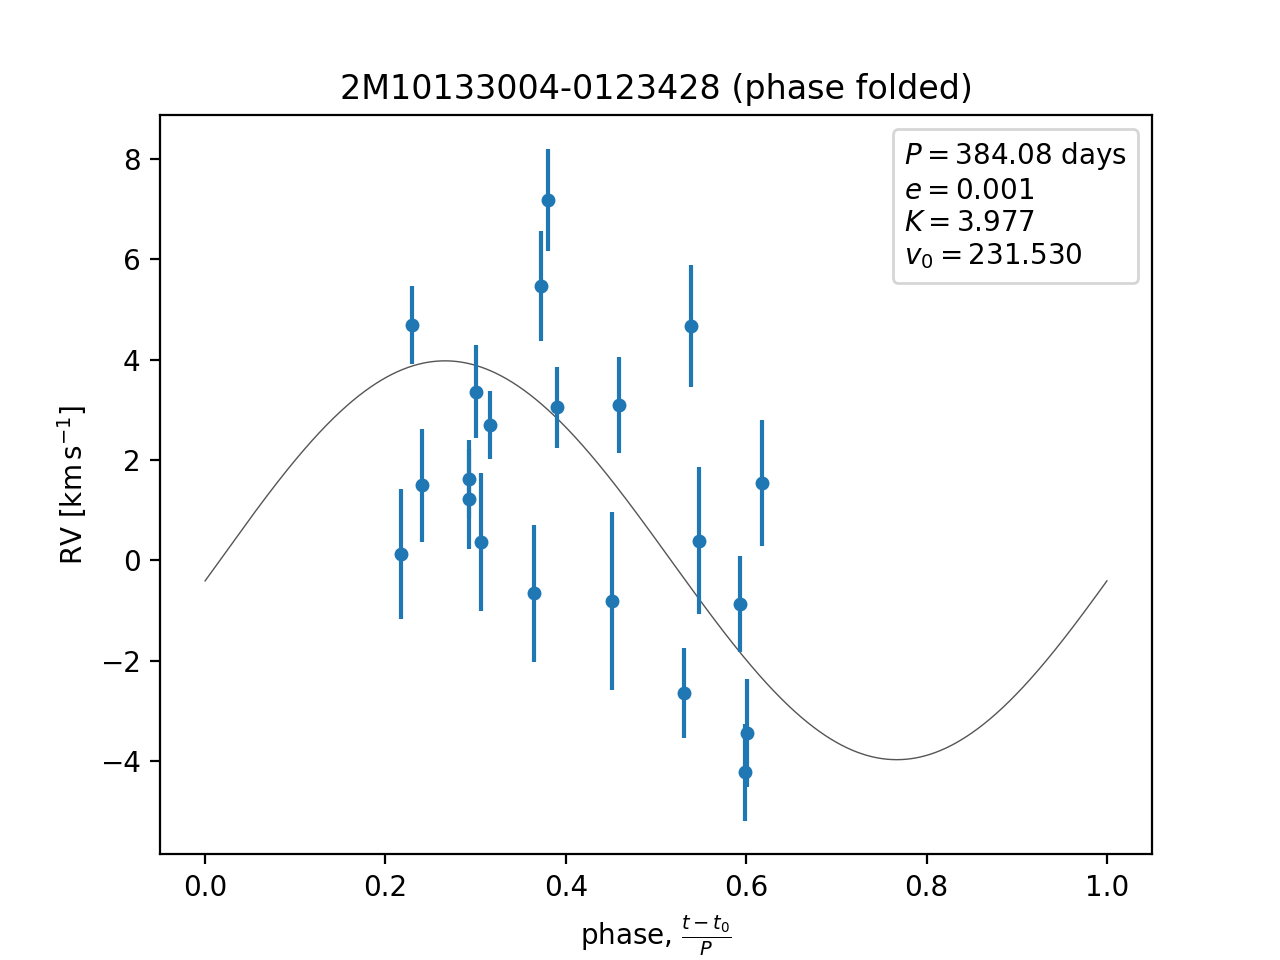 2M10133004-0123428 (phase folded)
P = 384.08 days
e = 0.001
K = 3.977
v₀ = 231.530
8
6
4
2
0
−2
−4
RV [km s⁻¹]
0.0 0.2 0.4 0.6 0.8 1.0
phase, (t − t₀)/P